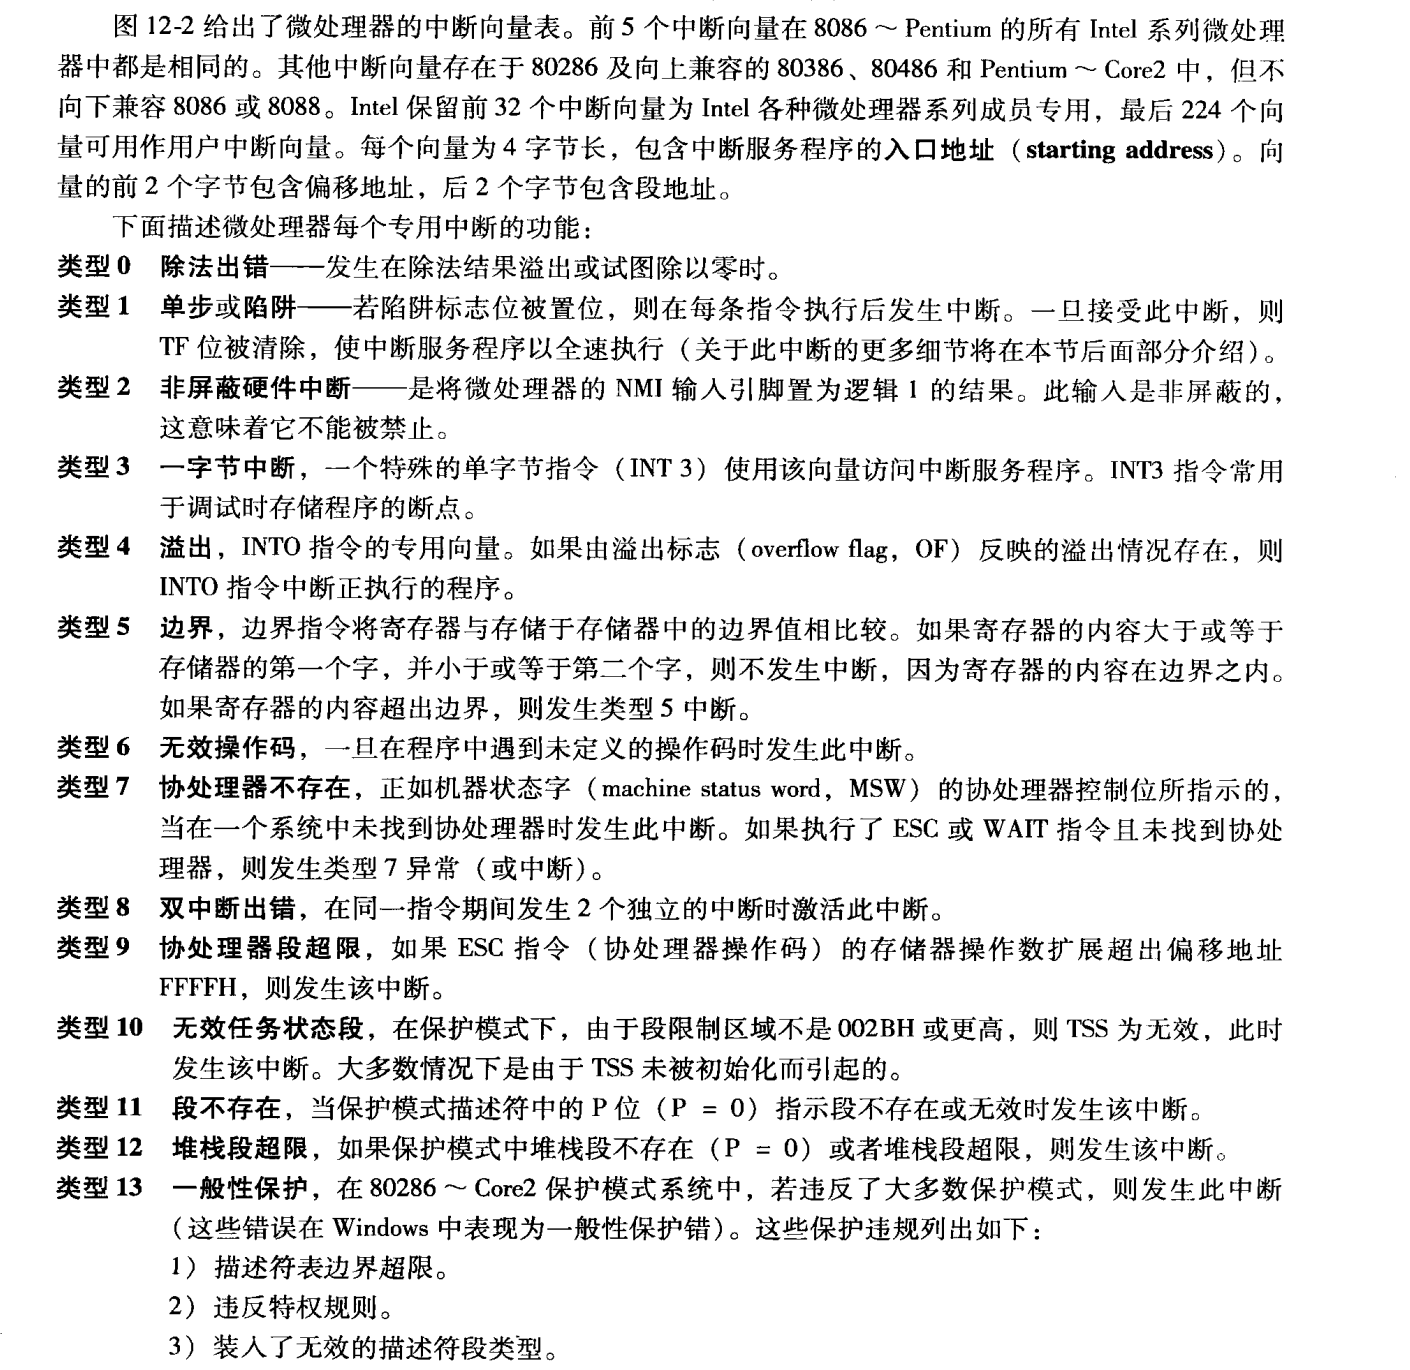 图 12-2 给出了微处理器的中断向量表。前 5 个中断向量在 8086 ~ Pentium 的所有 Intel 系列微处理
器中都是相同的。其他中断向量存在于 80286 及向上兼容的 80386、80486 和 Pentium ~ Core2 中，但不
向下兼容 8086 或 8088。Intel 保留前 32 个中断向量为 Intel 各种微处理器系列成员专用，最后 224 个向
量可用作用户中断向量。每个向量为 4 字节长，包含中断服务程序的入口地址（starting address）。向
量的前 2 个字节包含偏移地址，后 2 个字节包含段地址。
下面描述微处理器每个专用中断的功能：
类型 0 除法出错——发生在除法结果溢出或试图除以零时。
类型 1 单步或陷阱——若陷阱标志位被置位，则在每条指令执行后发生中断。一旦接受此中断，则
TF 位被清除，使中断服务程序以全速执行（关于此中断的更多细节将在本节后面部分介绍）。
类型 2 非屏蔽硬件中断——是将微处理器的 NMI 输入引脚置为逻辑 1 的结果。此输入是非屏蔽的，
这意味着它不能被禁止。
类型 3 一字节中断，一个特殊的单字节指令（INT 3）使用该向量访问中断服务程序。INT3 指令常用
于调试时存储程序的断点。
类型 4 溢出，INTO 指令的专用向量。如果由溢出标志（overflow flag，OF）反映的溢出情况存在，则
INTO 指令中断正执行的程序。
类型 5 边界，边界指令将寄存器与存储于存储器中的边界值相比较。如果寄存器的内容大于或等于
存储器的第一个字，并小于或等于第二个字，则不发生中断，因为寄存器的内容在边界之内。
如果寄存器的内容超出边界，则发生类型 5 中断。
类型 6 无效操作码，一旦在程序中遇到未定义的操作码时发生此中断。
类型 7 协处理器不存在，正如机器状态字（machine status word，MSW）的协处理器控制位所指示的，
当在一个系统中未找到协处理器时发生此中断。如果执行了 ESC 或 WAIT 指令且未找到协处
理器，则发生类型 7 异常（或中断）。
类型 8 双中断出错，在同一指令期间发生 2 个独立的中断时激活此中断。
类型 9 协处理器段超限，如果 ESC 指令（协处理器操作码）的存储器操作数扩展超出偏移地址
FFFFH，则发生该中断。
类型 10 无效任务状态段，在保护模式下，由于段限制区域不是 002BH 或更高，则 TSS 为无效，此时
发生该中断。大多数情况下是由于 TSS 未被初始化而引起的。
类型 11 段不存在，当保护模式描述符中的 P 位（P = 0）指示段不存在或无效时发生该中断。
类型 12 堆栈段超限，如果保护模式中堆栈段不存在（P = 0）或者堆栈段超限，则发生该中断。
类型 13 一般性保护，在 80286 ~ Core2 保护模式系统中，若违反了大多数保护模式，则发生此中断
（这些错误在 Windows 中表现为一般性保护错）。这些保护违规列出如下：
1）描述符表边界超限。
2）违反特权规则。
3）装入了无效的描述符段类型。